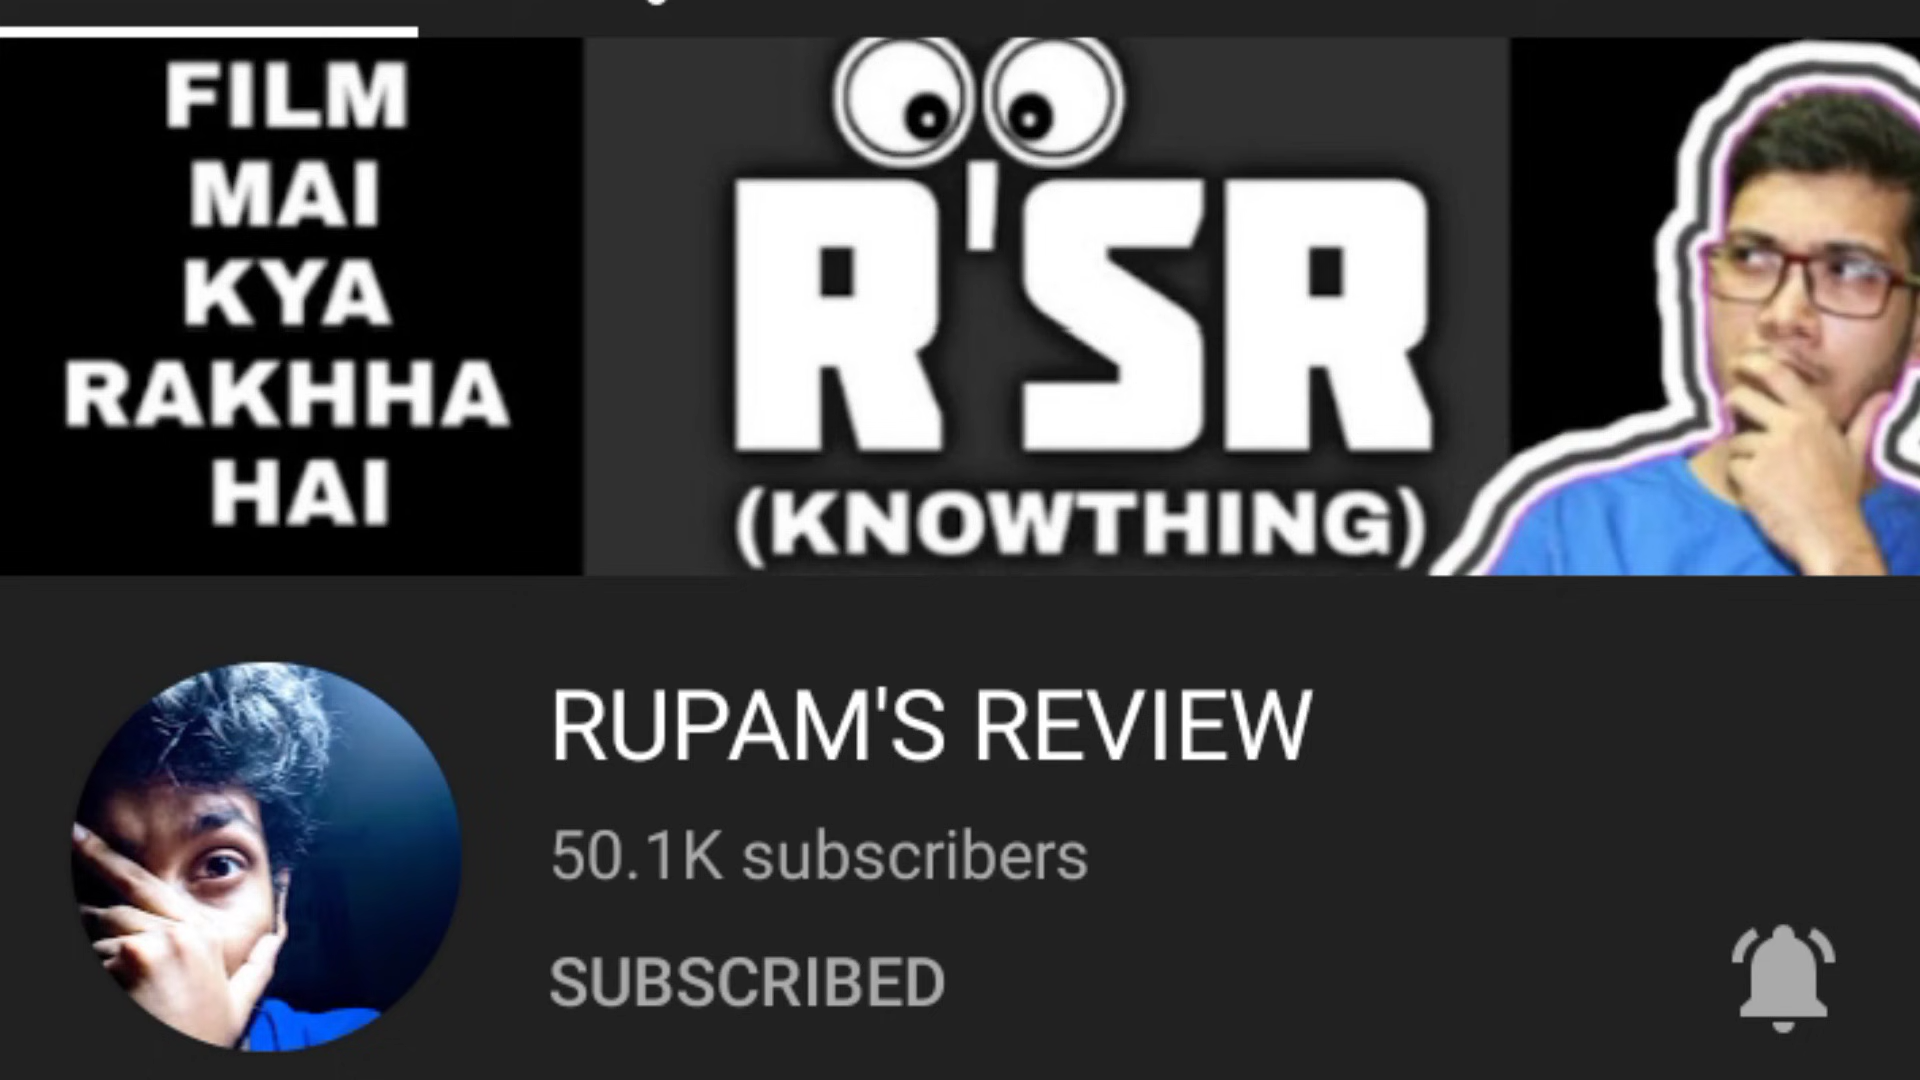 FILM
MAI
KYA
RAKHHA
HAI
R'SR
(KNOWTHING)
RUPAM'S REVIEW
50.1K subscribers
SUBSCRIBED